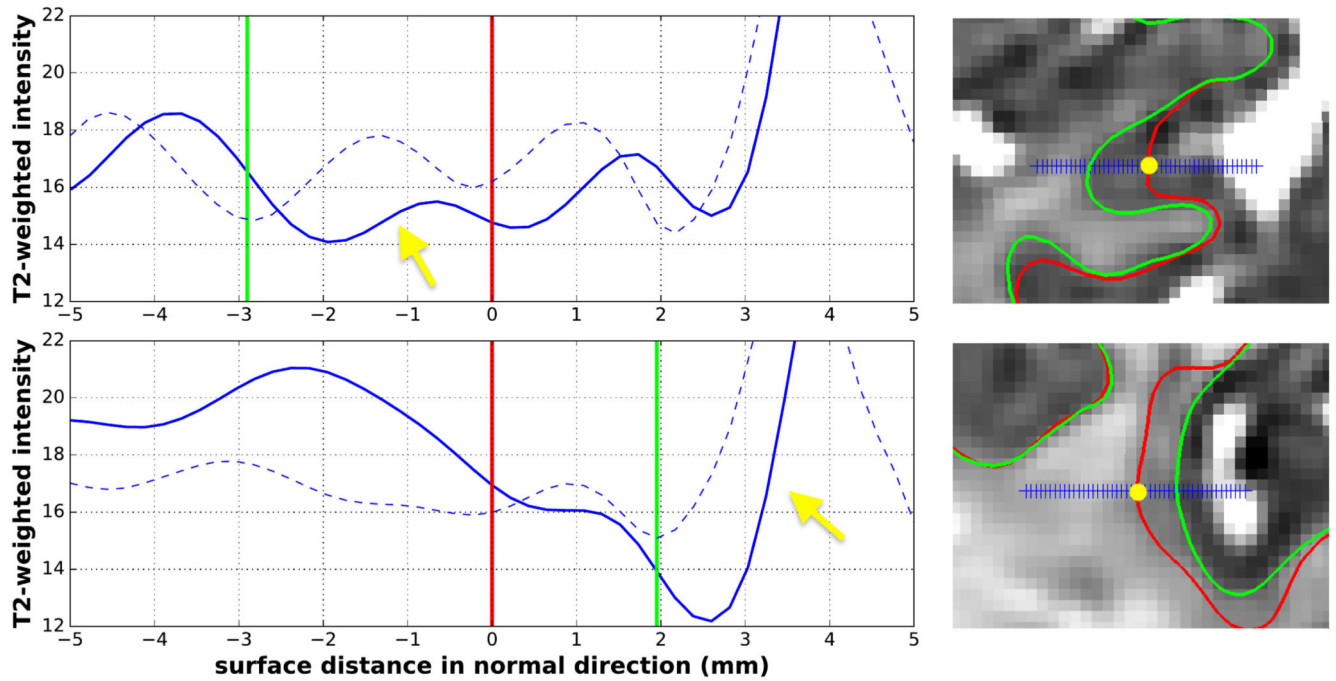 T2-weighted intensity
22
20
18
16
14
12
−5 −4 −3 −2 −1 0 1 2 3 4 5
T2-weighted intensity
22
20
18
16
14
12
−5 −4 −3 −2 −1 0 1 2 3 4 5
surface distance in normal direction (mm)